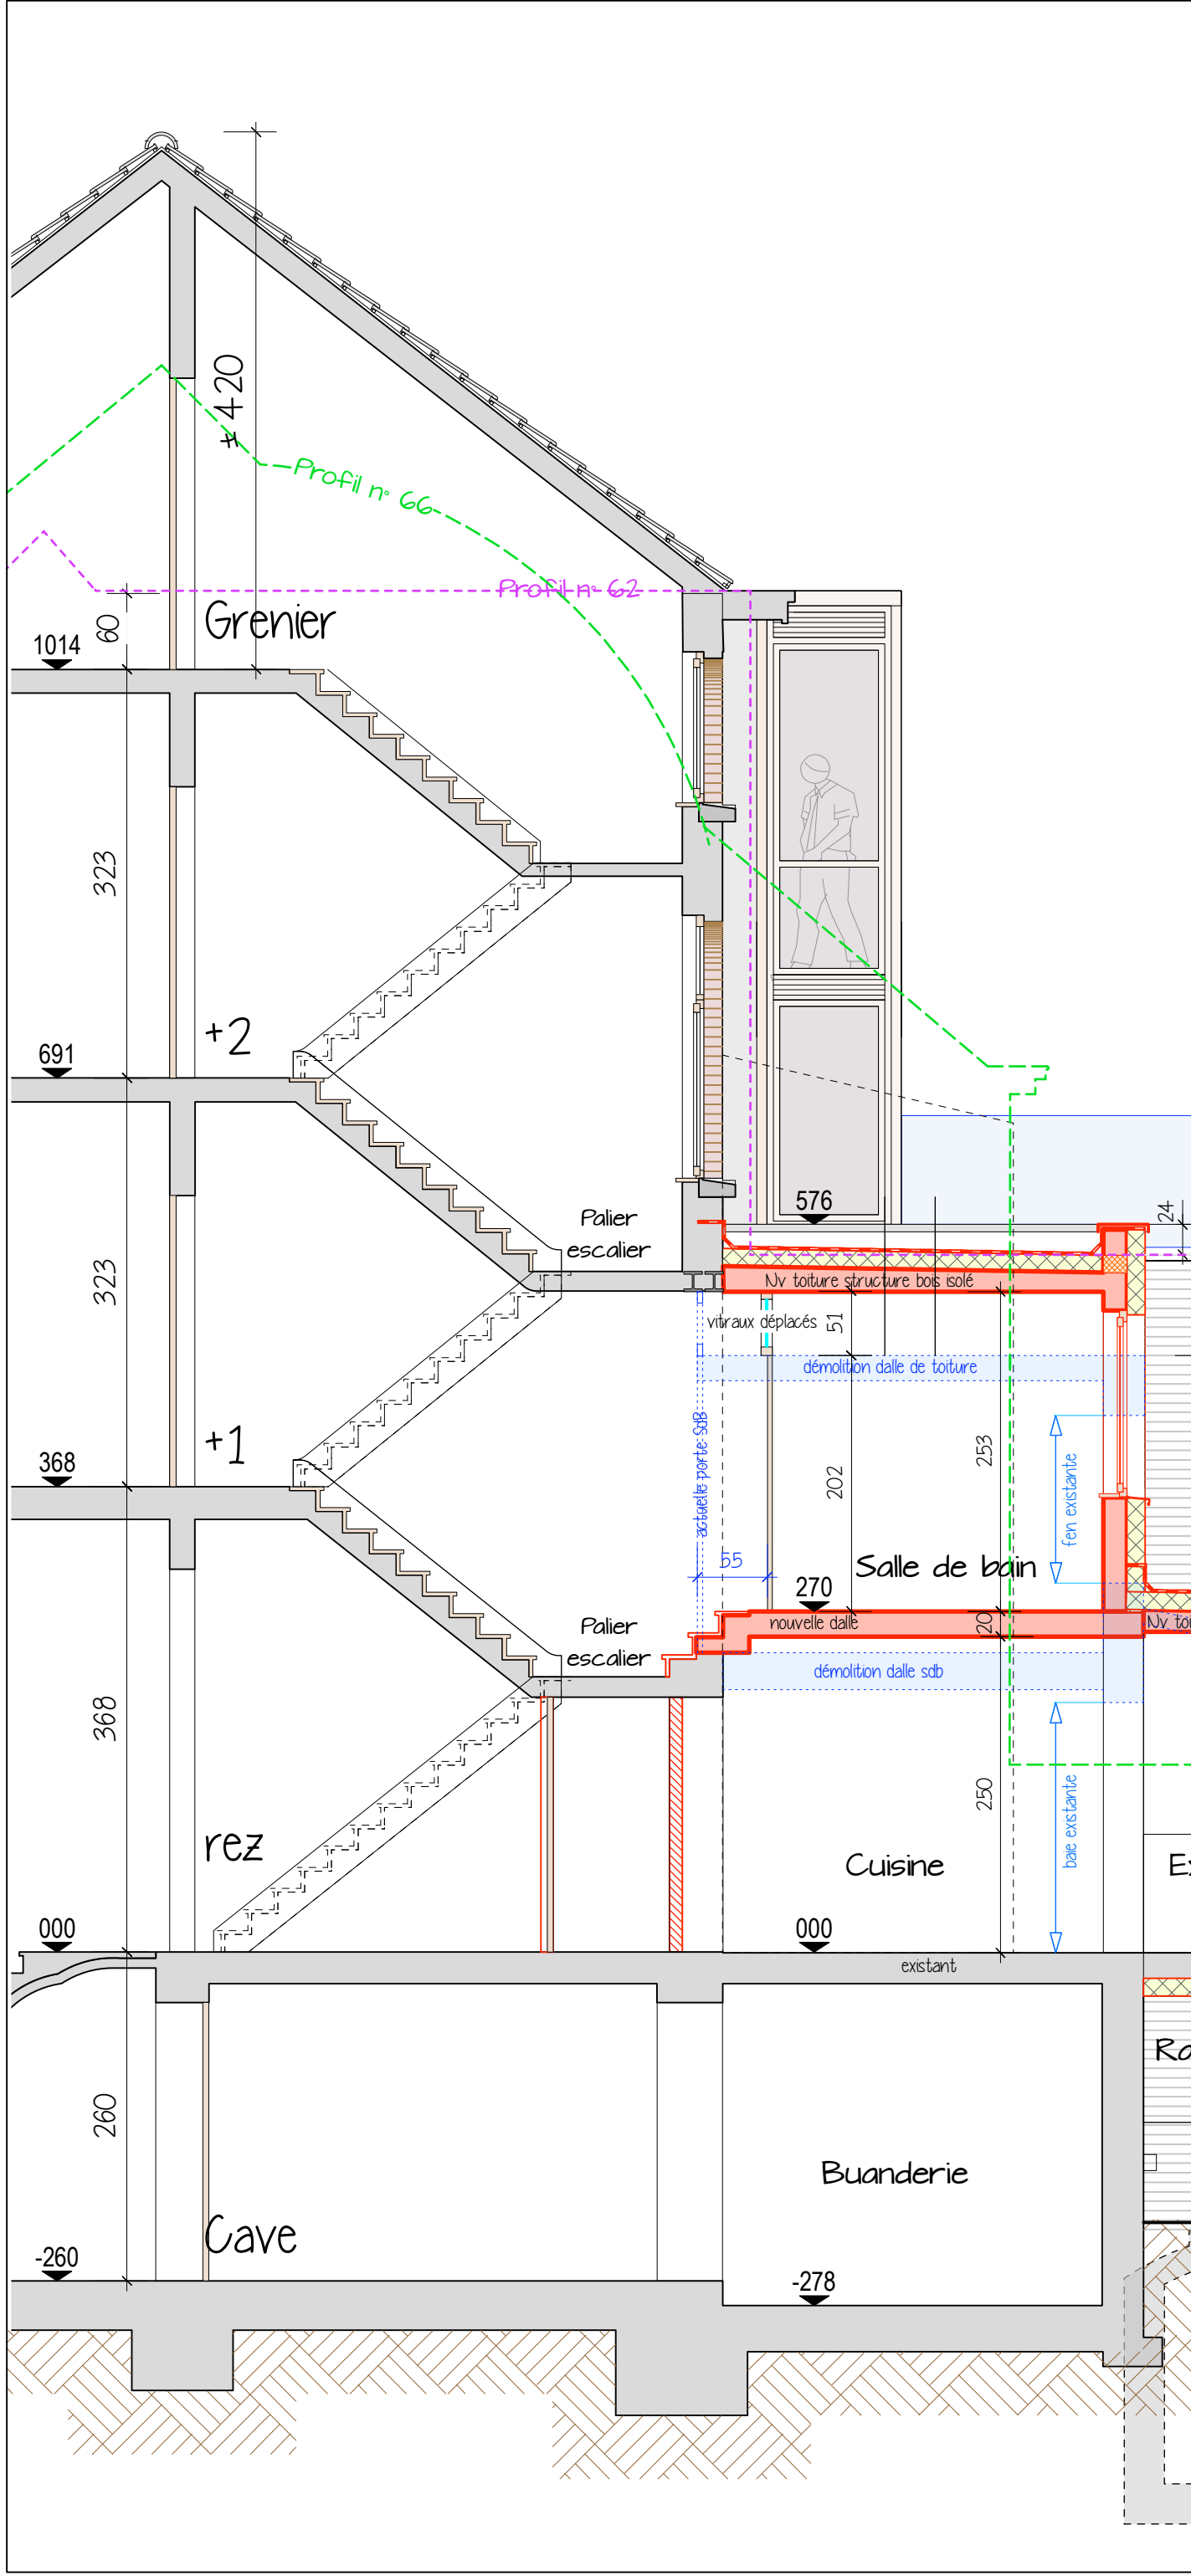 ± 420
Profil n° 66
Profil n° 62
60
Grenier
1014
323
+2
691
Palier
escalier
576
24
Nv toiture structure bois isolé
vitraux déplacés
51
démolition dalle de toiture
323
+1
368
actuelle porte SdB
202
253
fen existante
55
Salle de bain
270
nouvelle dalle
20
Nv toi
Palier
escalier
démolition dalle sdb
368
rez
250
baie existante
Cuisine
000
000
existant
260
Buanderie
Cave
-260
-278